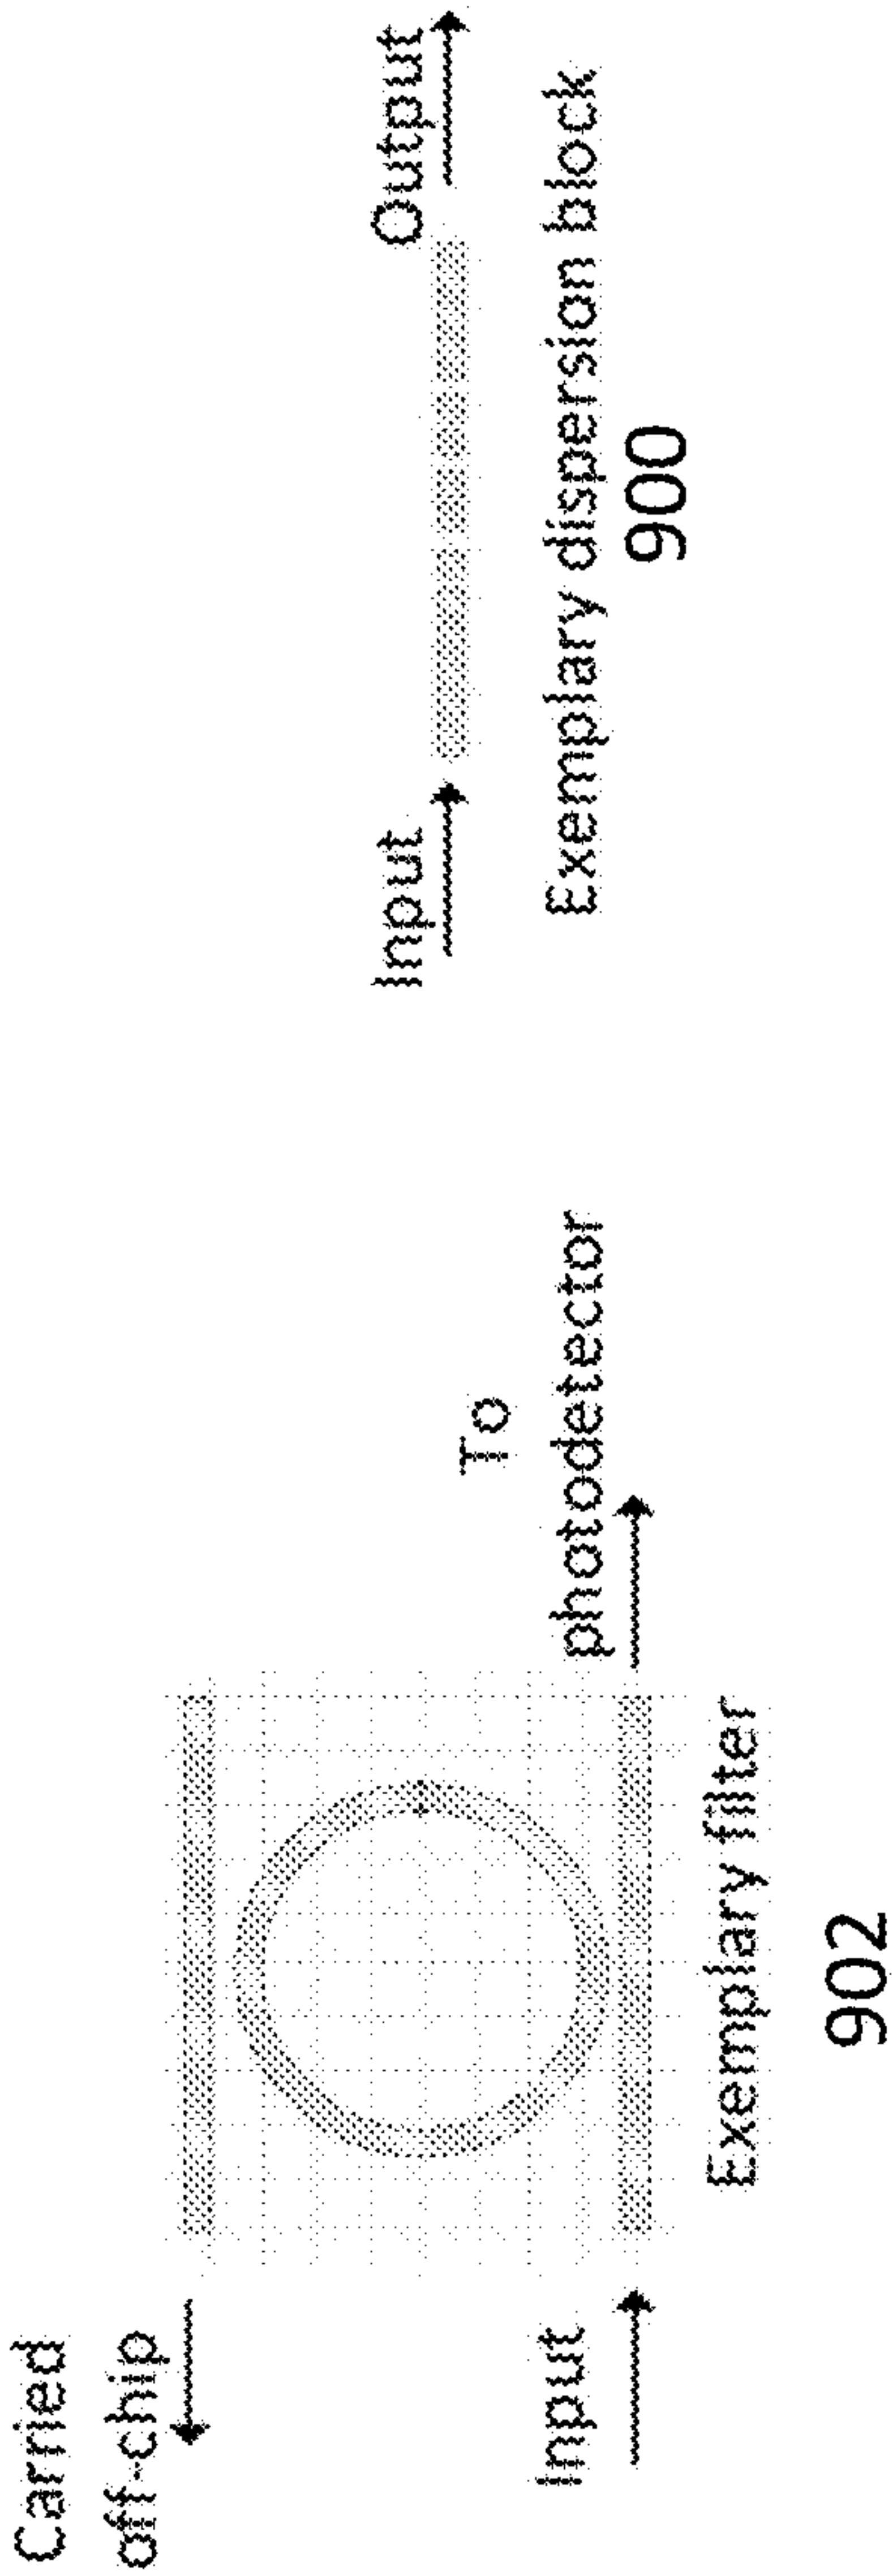 Carried
off-chip
Input
To
photodetector
Exemplary filter
902
Input
Output
Exemplary dispersion block
900